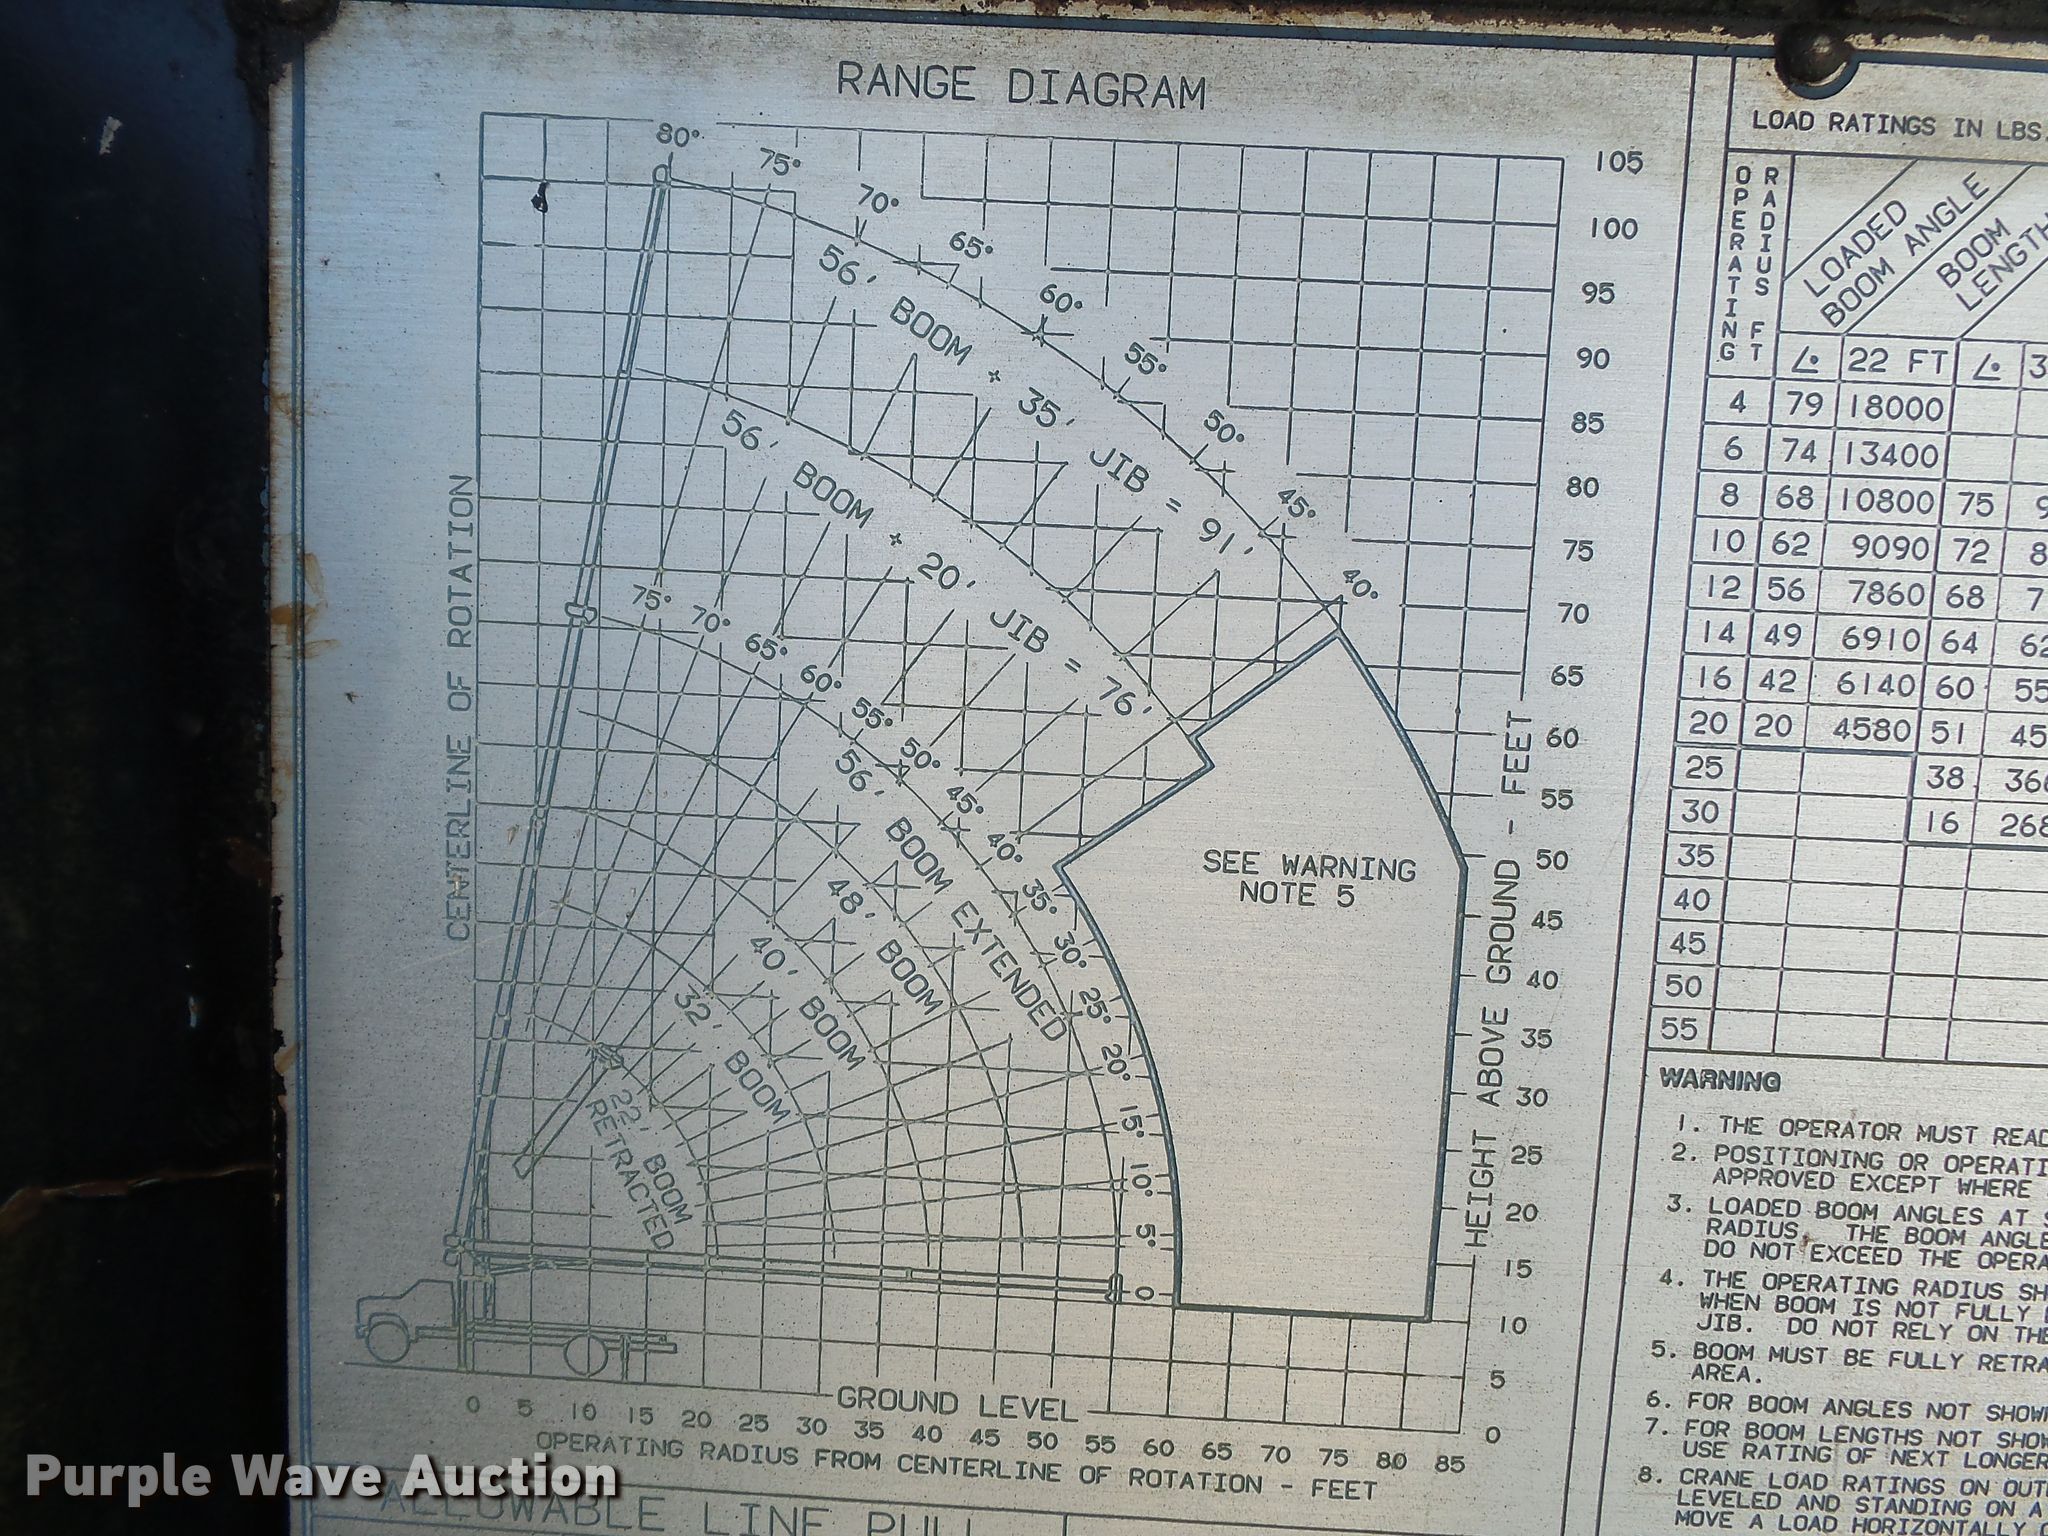 RANGE DIAGRAM
80°
75°
70°
65°
60°
55°
50°
45°
40°
56' BOOM + 35' JIB = 91'
56' BOOM + 20' JIB = 76'
75° 70° 65° 60° 55° 50° 45° 40° 35° 30° 25° 20° 15° 10° 5° 0°
56' BOOM EXTENDED
48' BOOM
40' BOOM
32' BOOM
22' BOOM
RETRACTED
SEE WARNING
NOTE 5
CENTERLINE OF ROTATION
105
100
95
90
85
80
75
70
65
60
55
50
45
40
35
30
25
20
15
10
5
0
HEIGHT ABOVE GROUND - FEET
GROUND LEVEL
0 5 10 15 20 25 30 35 40 45 50 55 60 65 70 75 80 85
OPERATING RADIUS FROM CENTERLINE OF ROTATION - FEET
ALLOWABLE LINE PULL
LOAD RATINGS IN LBS.
OPERATING
RADIUS FT
LOADED
BOOM ANGLE
BOOM
LENGTH
∠° 22 FT ∠° 3
4 79 18000
6 74 13400
8 68 10800 75 9
10 62 9090 72 8
12 56 7860 68 7
14 49 6910 64 62
16 42 6140 60 55
20 20 4580 51 45
25 38 366
30 16 268
35
40
45
50
55
WARNING
1. THE OPERATOR MUST READ
2. POSITIONING OR OPERATI
APPROVED EXCEPT WHERE
3. LOADED BOOM ANGLES AT S
RADIUS. THE BOOM ANGLE
DO NOT EXCEED THE OPERA
4. THE OPERATING RADIUS SH
WHEN BOOM IS NOT FULLY
JIB. DO NOT RELY ON THE
5. BOOM MUST BE FULLY RETRA
AREA.
6. FOR BOOM ANGLES NOT SHOWN
7. FOR BOOM LENGTHS NOT SHOW
USE RATING OF NEXT LONGER
8. CRANE LOAD RATINGS ON OUT
LEVELED AND STANDING ON A
MOVE A LOAD HORIZONTALLY O
Purple Wave Auction